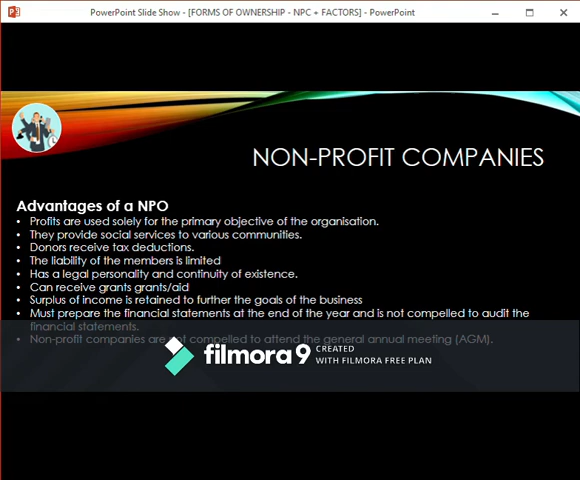 PowerPoint Slide Show - [FORMS OF OWNERSHIP - NPC + FACTORS] - PowerPoint
NON-PROFIT COMPANIES
Advantages of a NPO
• Profits are used solely for the primary objective of the organisation.
• They provide social services to various communities.
• Donors receive tax deductions.
• The liability of the members is limited
• Has a legal personality and continuity of existence.
• Can receive grants grants/aid
• Surplus of income is retained to further the goals of the business
• Must prepare the financial statements at the end of the year and is not compelled to audit the
financial statements.
• Non-profit companies are not compelled to attend the general annual meeting (AGM).
filmora 9 CREATED
WITH FILMORA FREE PLAN